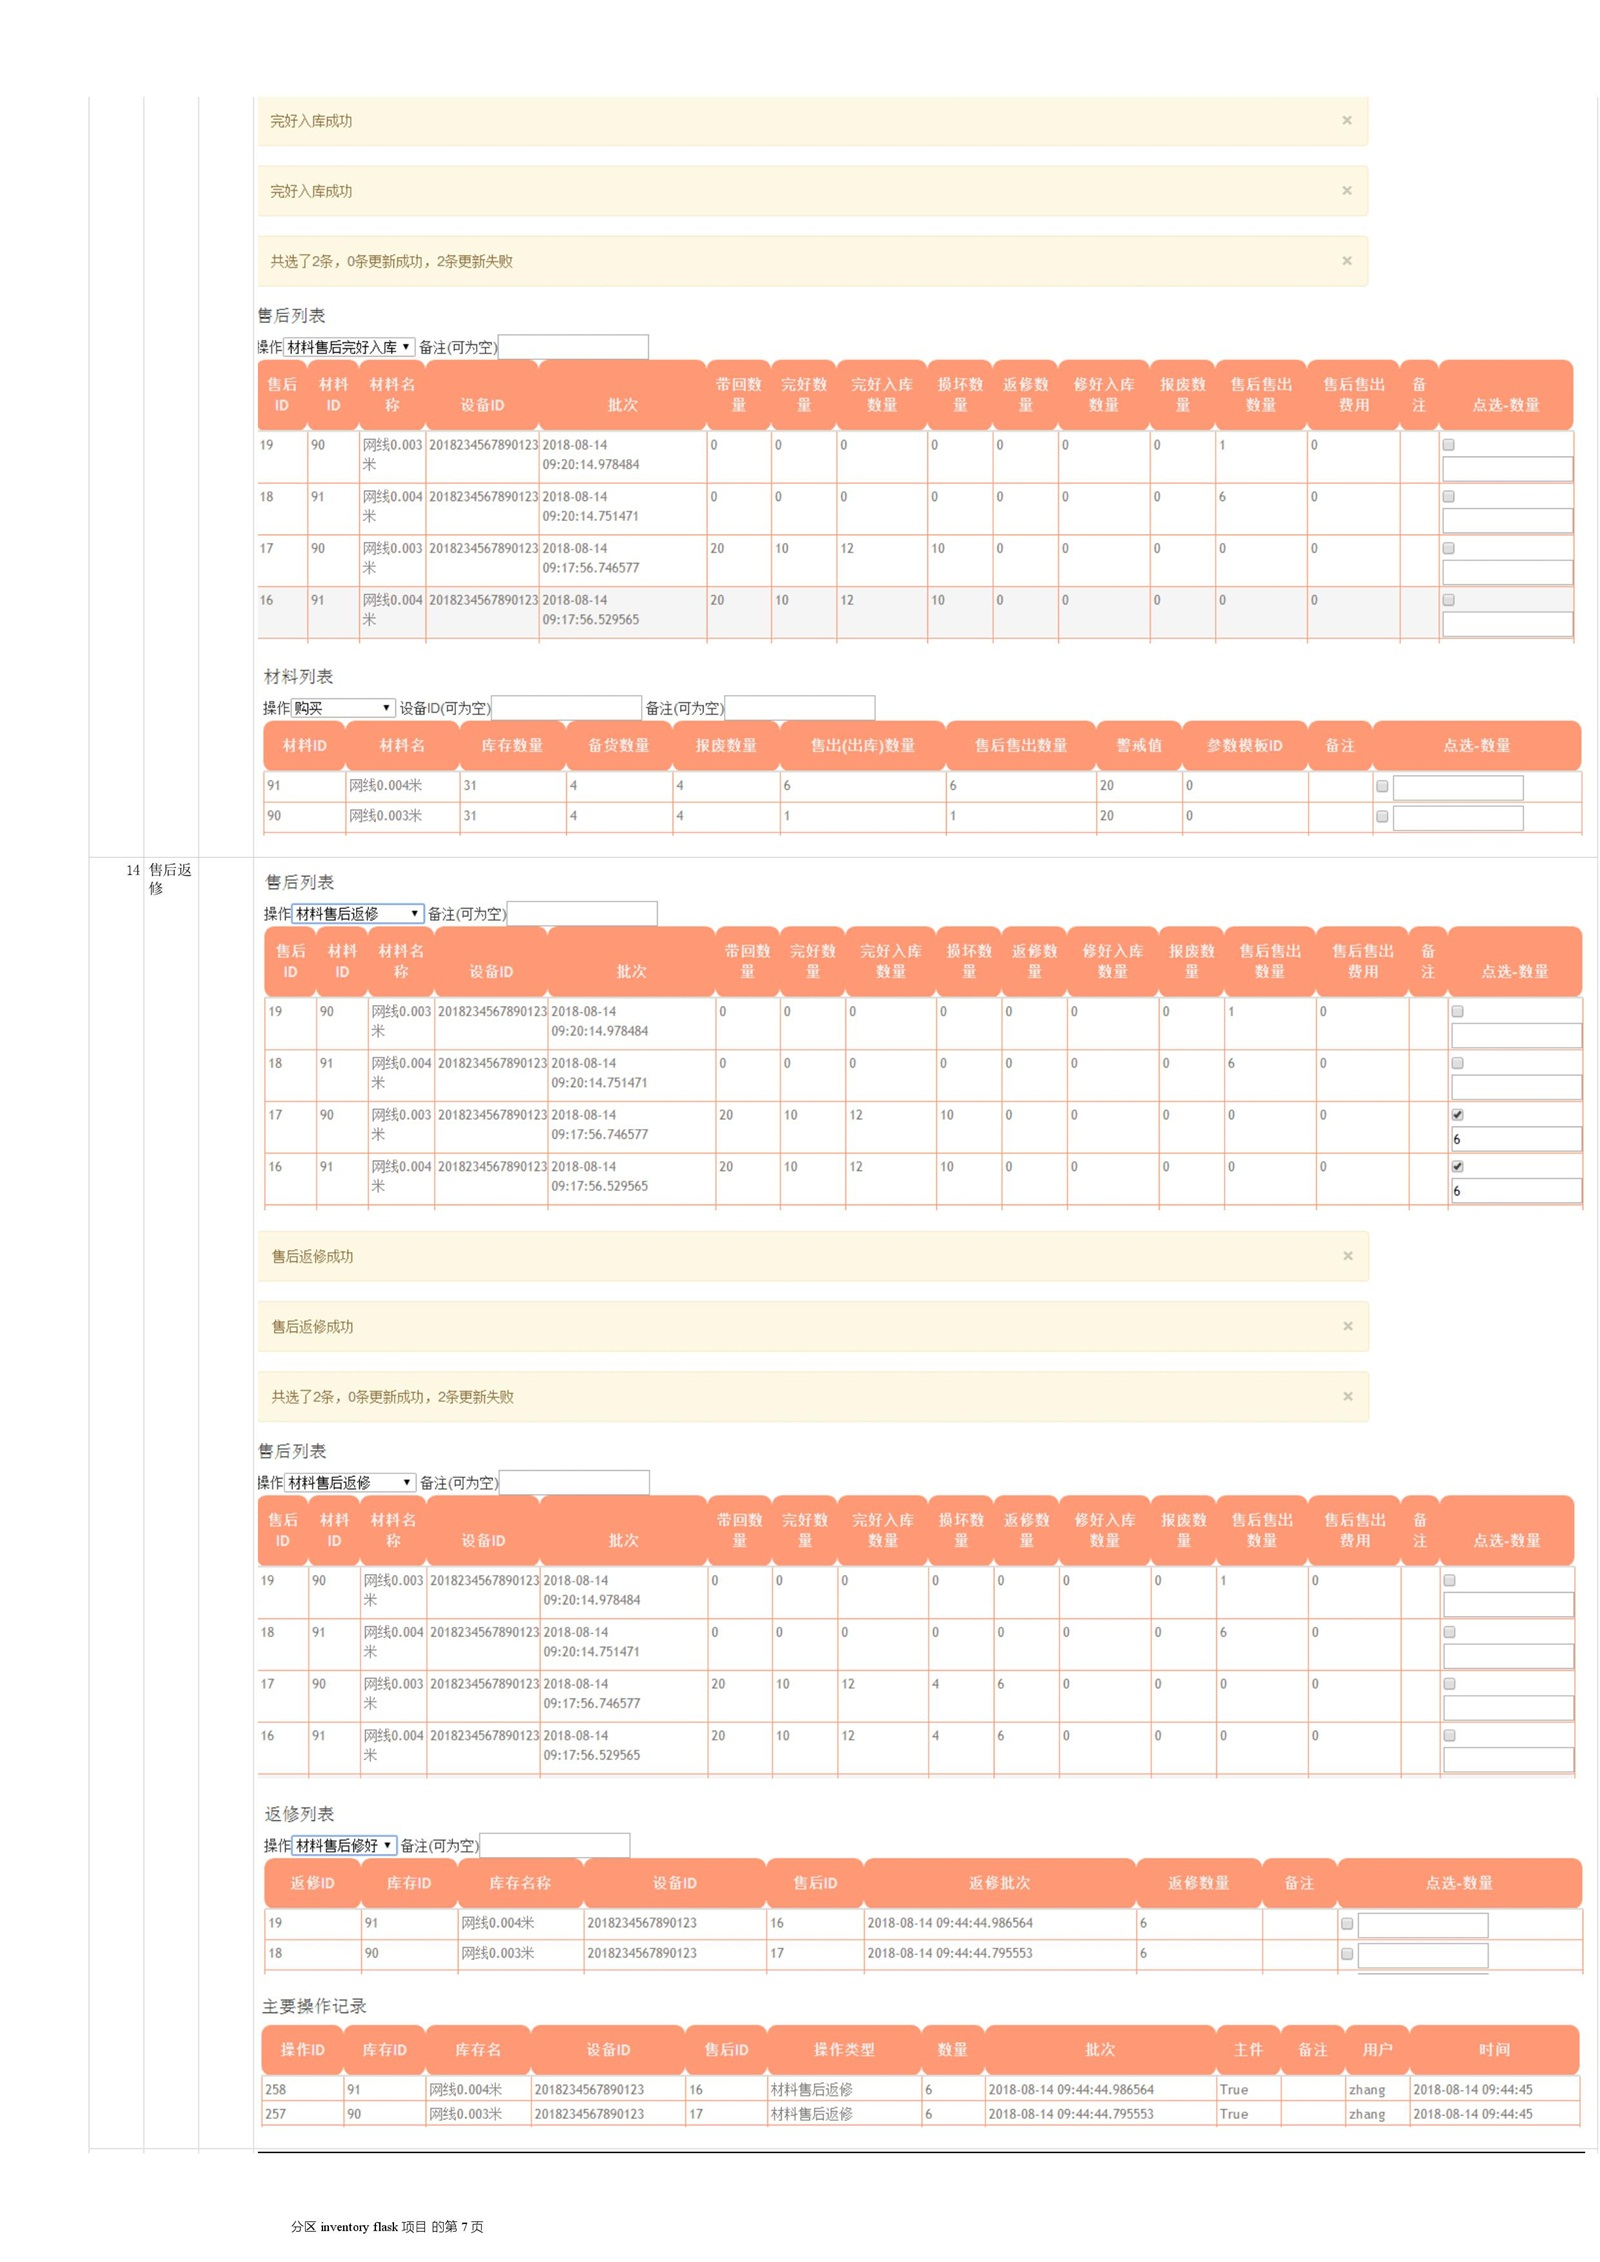 完好入库成功 ×
完好入库成功 ×
共选了2条，0条更新成功，2条更新失败 ×
售后列表
操作 材料售后完好入库 ▼ 备注(可为空)
售后ID 材料ID 材料名称 设备ID 批次 带回数量 完好数量 完好入库数量 损坏数量 返修数量 修好入库数量 报废数量 售后售出数量 售后售出费用 备注 点选-数量
19 90 网线0.003米 2018234567890123 2018-08-14 09:20:14.978484 0 0 0 0 0 0 0 1 0
18 91 网线0.004米 2018234567890123 2018-08-14 09:20:14.751471 0 0 0 0 0 0 0 6 0
17 90 网线0.003米 2018234567890123 2018-08-14 09:17:56.746577 20 10 12 10 0 0 0 0 0
16 91 网线0.004米 2018234567890123 2018-08-14 09:17:56.529565 20 10 12 10 0 0 0 0 0
材料列表
操作 购买 ▼ 设备ID(可为空) 备注(可为空)
材料ID 材料名 库存数量 备货数量 报废数量 售出(出库)数量 售后售出数量 警戒值 参数模板ID 备注 点选-数量
91 网线0.004米 31 4 4 6 6 20 0
90 网线0.003米 31 4 4 1 1 20 0
14 售后返修
售后列表
操作 材料售后返修 ▼ 备注(可为空)
售后ID 材料ID 材料名称 设备ID 批次 带回数量 完好数量 完好入库数量 损坏数量 返修数量 修好入库数量 报废数量 售后售出数量 售后售出费用 备注 点选-数量
19 90 网线0.003米 2018234567890123 2018-08-14 09:20:14.978484 0 0 0 0 0 0 0 1 0
18 91 网线0.004米 2018234567890123 2018-08-14 09:20:14.751471 0 0 0 0 0 0 0 6 0
17 90 网线0.003米 2018234567890123 2018-08-14 09:17:56.746577 20 10 12 10 0 0 0 0 0 6
16 91 网线0.004米 2018234567890123 2018-08-14 09:17:56.529565 20 10 12 10 0 0 0 0 0 6
售后返修成功 ×
售后返修成功 ×
共选了2条，0条更新成功，2条更新失败 ×
售后列表
操作 材料售后返修 ▼ 备注(可为空)
售后ID 材料ID 材料名称 设备ID 批次 带回数量 完好数量 完好入库数量 损坏数量 返修数量 修好入库数量 报废数量 售后售出数量 售后售出费用 备注 点选-数量
19 90 网线0.003米 2018234567890123 2018-08-14 09:20:14.978484 0 0 0 0 0 0 0 1 0
18 91 网线0.004米 2018234567890123 2018-08-14 09:20:14.751471 0 0 0 0 0 0 0 6 0
17 90 网线0.003米 2018234567890123 2018-08-14 09:17:56.746577 20 10 12 4 6 0 0 0 0
16 91 网线0.004米 2018234567890123 2018-08-14 09:17:56.529565 20 10 12 4 6 0 0 0 0
返修列表
操作 材料售后修好 ▼ 备注(可为空)
返修ID 库存ID 库存名称 设备ID 售后ID 返修批次 返修数量 备注 点选-数量
19 91 网线0.004米 2018234567890123 16 2018-08-14 09:44:44.986564 6
18 90 网线0.003米 2018234567890123 17 2018-08-14 09:44:44.795553 6
主要操作记录
操作ID 库存ID 库存名 设备ID 售后ID 操作类型 数量 批次 主件 备注 用户 时间
258 91 网线0.004米 2018234567890123 16 材料售后返修 6 2018-08-14 09:44:44.986564 True zhang 2018-08-14 09:44:45
257 90 网线0.003米 2018234567890123 17 材料售后返修 6 2018-08-14 09:44:44.795553 True zhang 2018-08-14 09:44:45
分区 inventory flask 项目 的第 7 页